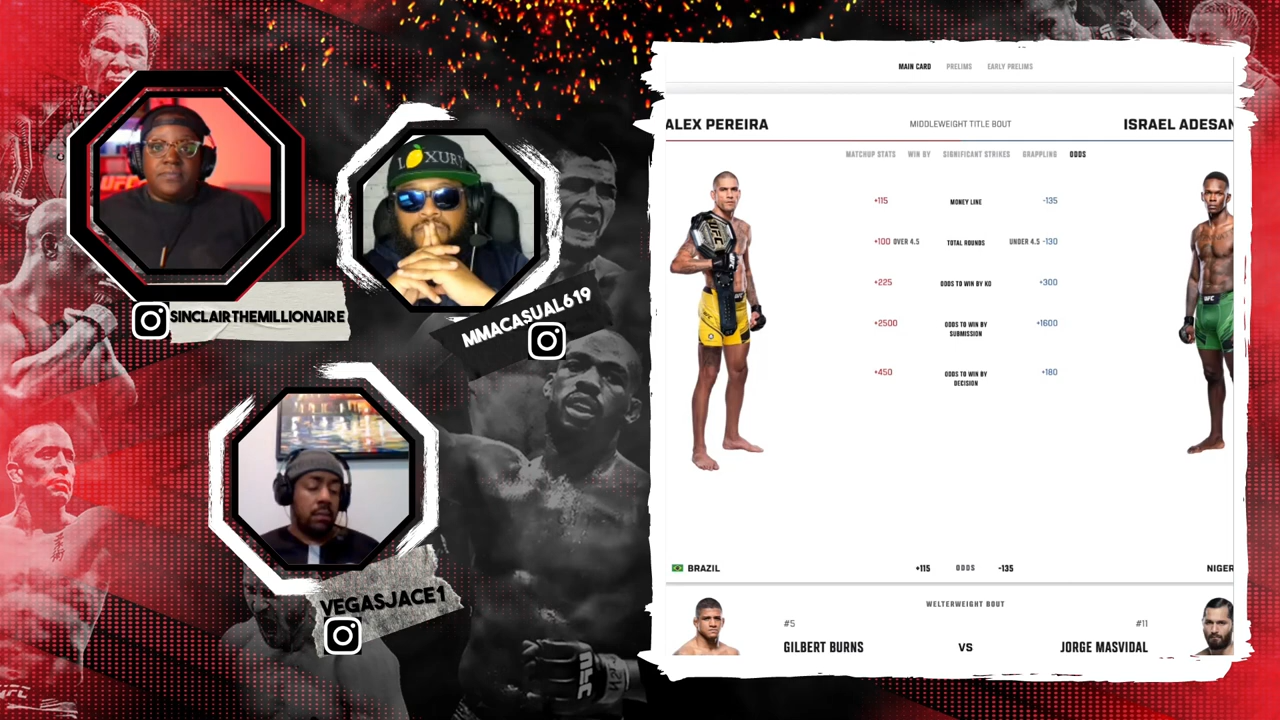 SINCLAIRTHEMILLIONAIRE
LOXURY
MMACASUAL619
VEGASJACE1
MAIN CARD PRELIMS EARLY PRELIMS
ALEX PEREIRA MIDDLEWEIGHT TITLE BOUT ISRAEL ADESAN
MATCHUP STATS WIN BY SIGNIFICANT STRIKES GRAPPLING ODDS
+115 MONEY LINE -135
+100 OVER 4.5 TOTAL ROUNDS UNDER 4.5 -130
+225 ODDS TO WIN BY KO +300
+2500 ODDS TO WIN BY SUBMISSION +1600
+450 ODDS TO WIN BY DECISION +180
BRAZIL +115 ODDS -135 NIGER
WELTERWEIGHT BOUT
#5 #11
GILBERT BURNS VS JORGE MASVIDAL
UFC
UFC